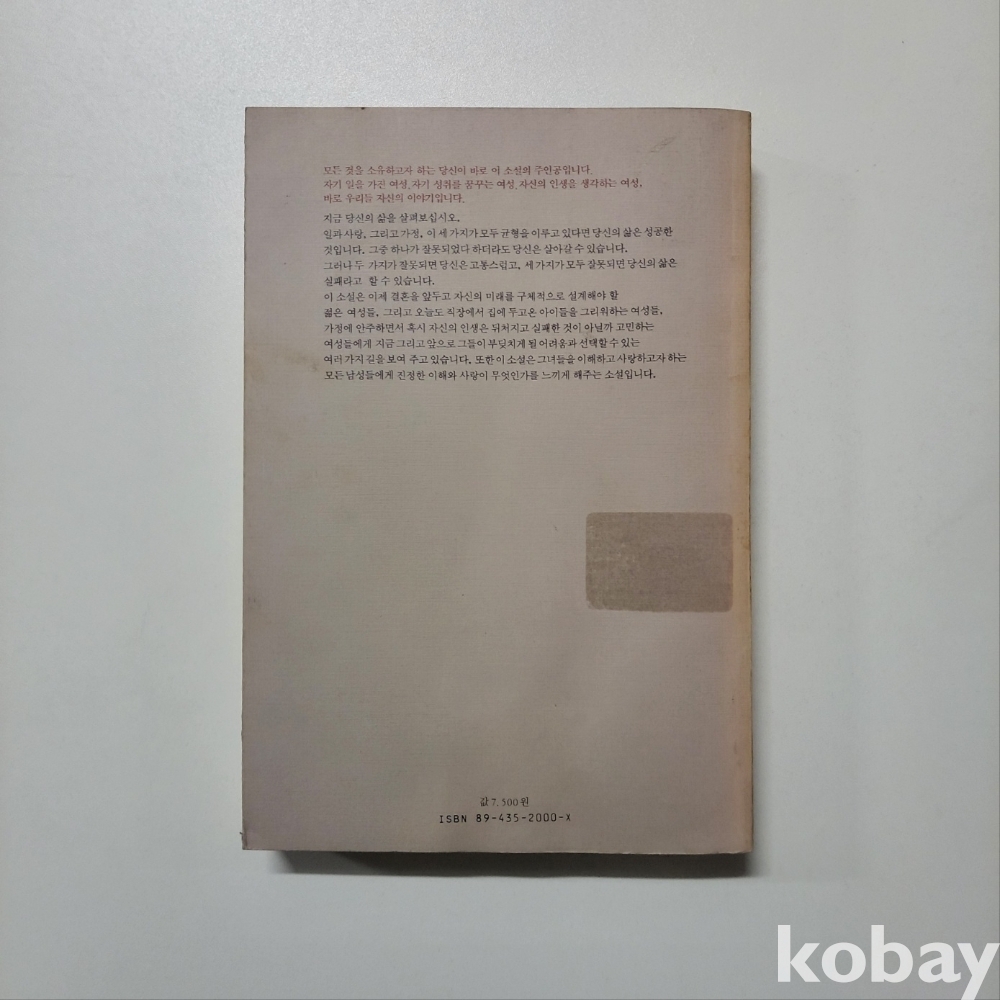 모든 것을 소유하고자 하는 당신이 바로 이 소설의 주인공입니다.
자기 일을 가진 여성, 자기 성취를 꿈꾸는 여성, 자신의 인생을 생각하는 여성,
바로 우리들 자신의 이야기입니다.
지금 당신의 삶을 살펴보십시오.
일과 사랑, 그리고 가정, 이 세 가지가 모두 균형을 이루고 있다면 당신의 삶은 성공한
것입니다. 그중 하나가 잘못되었다 하더라도 당신은 살아갈 수 있습니다.
그러나 두 가지가 잘못되면 당신은 고통스럽고, 세 가지가 모두 잘못되면 당신의 삶은
실패라고 할 수 있습니다.
이 소설은 이제 결혼을 앞두고 자신의 미래를 구체적으로 설계해야 할
젊은 여성들, 그리고 오늘도 직장에서 집에 두고온 아이들을 그리워하는 여성들,
가정에 안주하면서 혹시 자신의 인생은 뒤처지고 실패한 것이 아닐까 고민하는
여성들에게 지금 그리고 앞으로 그들이 부딪치게 될 어려움과 선택할 수 있는
여러 가지 길을 보여 주고 있습니다. 또한 이 소설은 그녀들을 이해하고 사랑하고자 하는
모든 남성들에게 진정한 이해와 사랑이 무엇인가를 느끼게 해주는 소설입니다.
값 7,500원
ISBN 89-435-2000-X
kobay